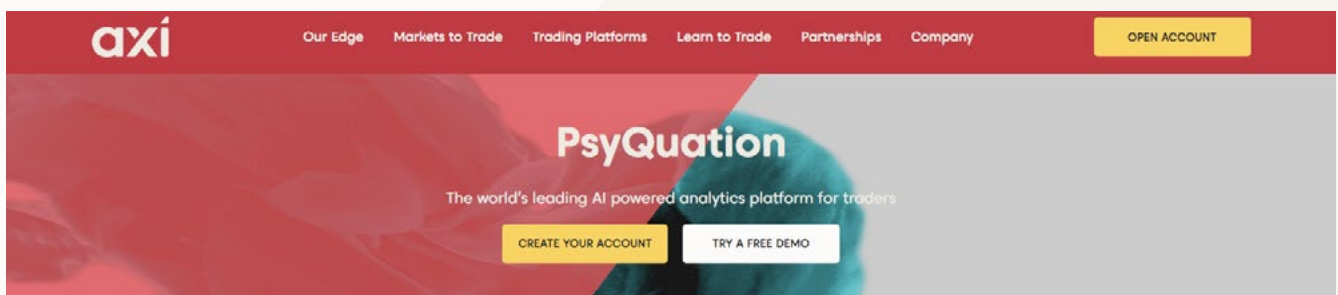 axi Our Edge Markets to Trade Trading Platforms Learn to Trade Partnerships Company OPEN ACCOUNT
PsyQuation
The world's leading AI powered analytics platform for traders
CREATE YOUR ACCOUNT TRY A FREE DEMO